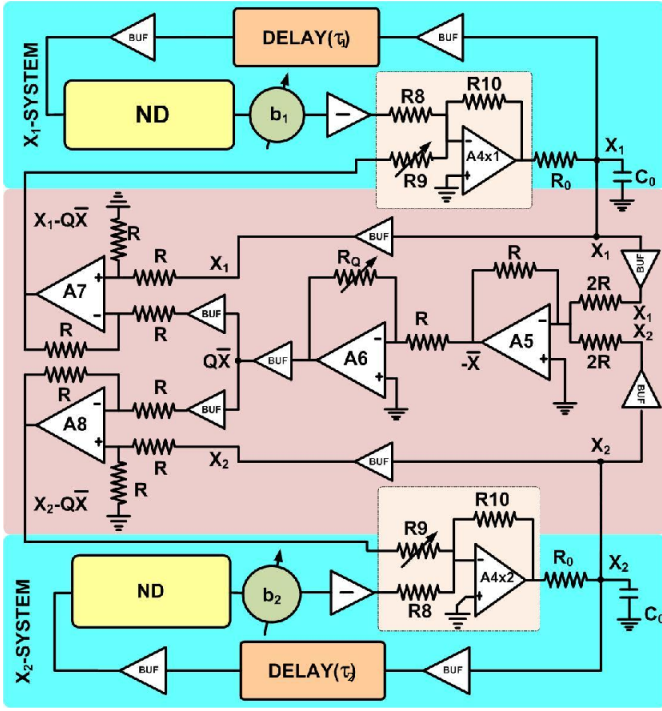 BUF
DELAY(τ₁)
BUF
X₁-SYSTEM
ND
b₁
−
R8
R10
R9
−
+
A4x1
X₁
R₀
C₀
X₁-QX̅
R
R
X₁
BUF
X₁
BUF
A7
+
−
R
R
BUF
R_Q
R
2R
X₁
QX̅
BUF
A6
−
+
R
-X̅
A5
−
+
X₂
2R
R
A8
−
+
R
BUF
BUF
R
X₂
BUF
X₂
X₂-QX̅
R
R9
R10
X₂-SYSTEM
ND
b₂
−
R8
−
+
A4x2
R₀
X₂
C₀
BUF
DELAY(τ₂)
BUF